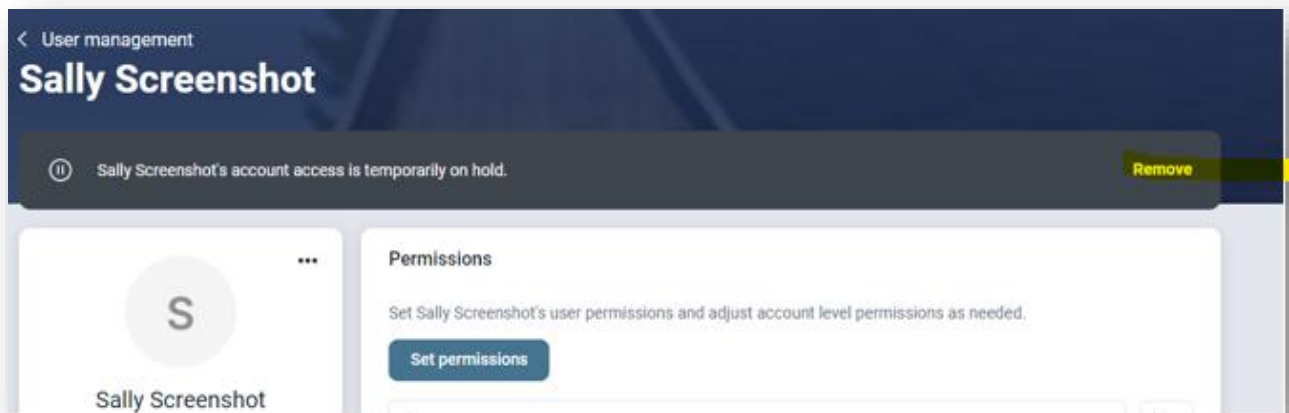 User management
Sally Screenshot
Sally Screenshot's account access is temporarily on hold.
Remove
S
Sally Screenshot
Permissions
Set Sally Screenshot's user permissions and adjust account level permissions as needed.
Set permissions